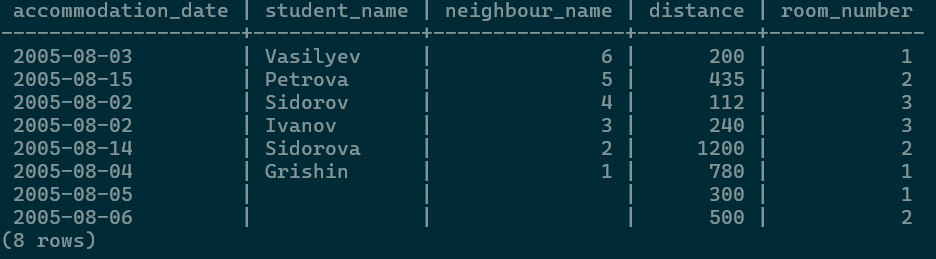 accommodation_date | student_name | neighbour_name | distance | room_number
-------------------+--------------+----------------+----------+-------------
2005-08-03 | Vasilyev | 6 | 200 | 1
2005-08-15 | Petrova | 5 | 435 | 2
2005-08-02 | Sidorov | 4 | 112 | 3
2005-08-02 | Ivanov | 3 | 240 | 3
2005-08-14 | Sidorova | 2 | 1200 | 2
2005-08-04 | Grishin | 1 | 780 | 1
2005-08-05 | | | 300 | 1
2005-08-06 | | | 500 | 2
(8 rows)